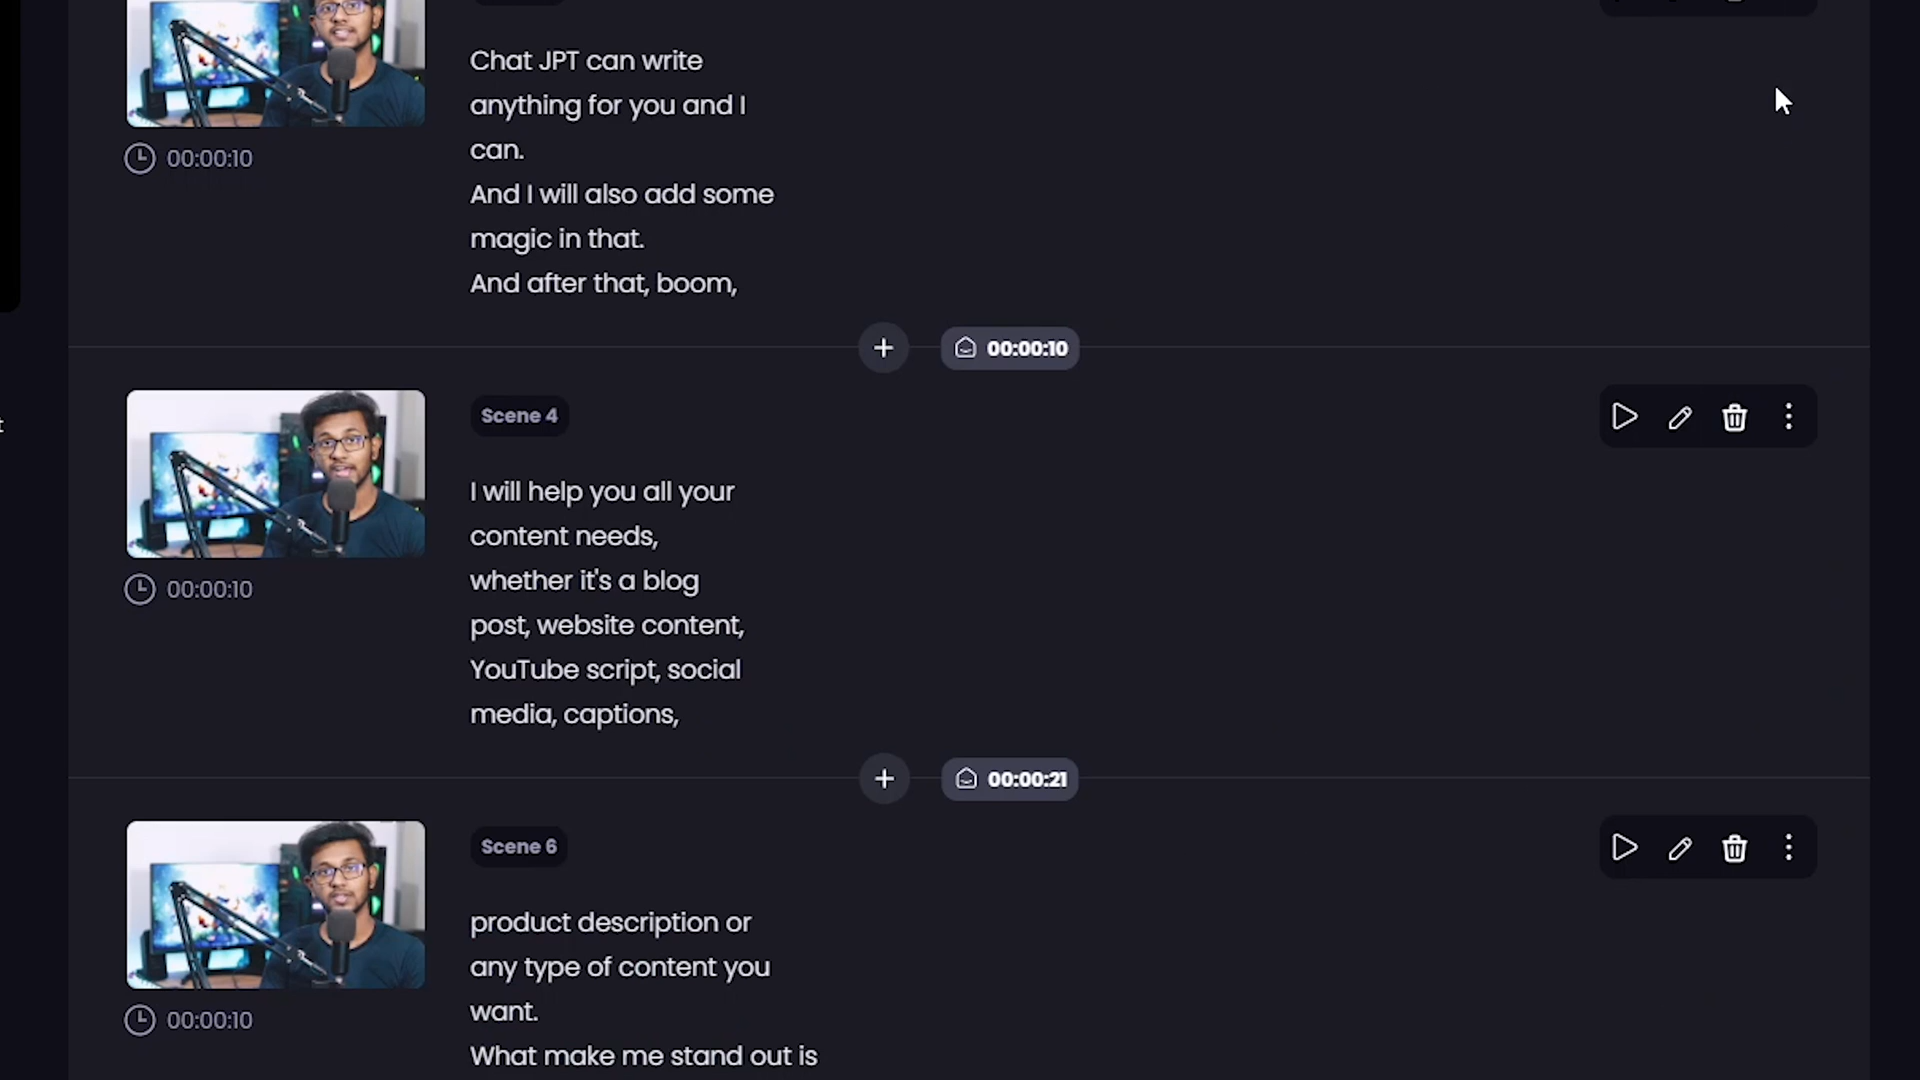 Chat JPT can write
anything for you and I
can.
And I will also add some
magic in that.
And after that, boom,
00:00:10
00:00:10
Scene 4
I will help you all your
content needs,
whether it's a blog
post, website content,
YouTube script, social
media, captions,
00:00:10
00:00:21
Scene 6
product description or
any type of content you
want.
What make me stand out is
00:00:10